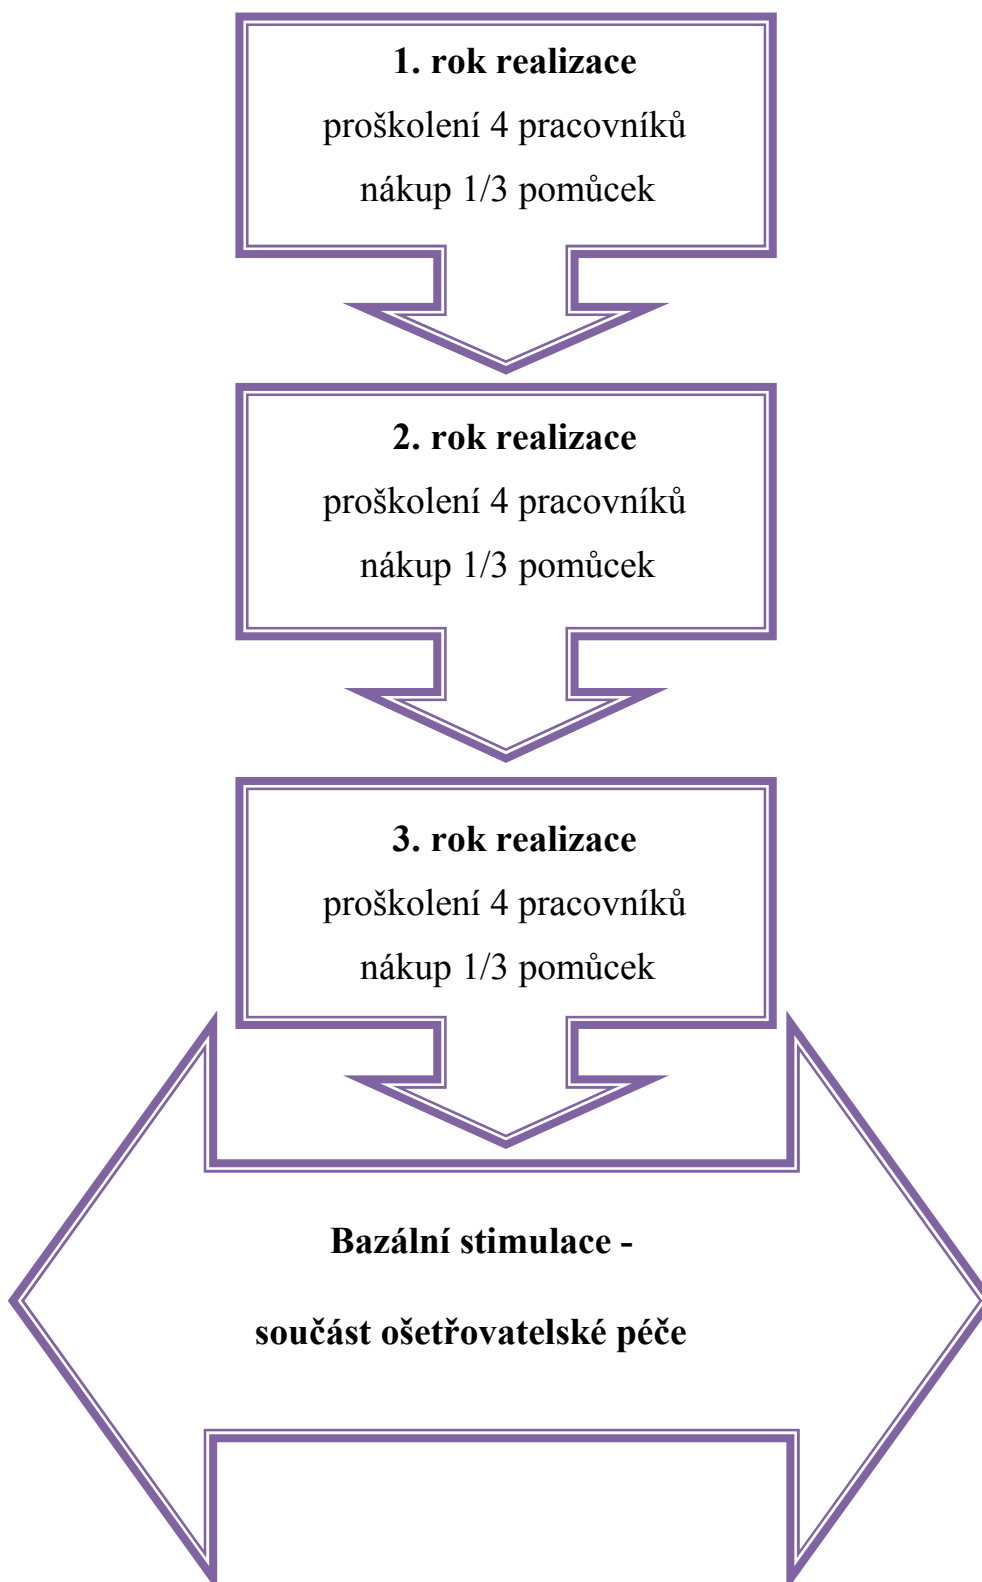 1. rok realizace
proškolení 4 pracovníků
nákup 1/3 pomůcek
2. rok realizace
proškolení 4 pracovníků
nákup 1/3 pomůcek
3. rok realizace
proškolení 4 pracovníků
nákup 1/3 pomůcek
Bazální stimulace -
součást ošetřovatelské péče